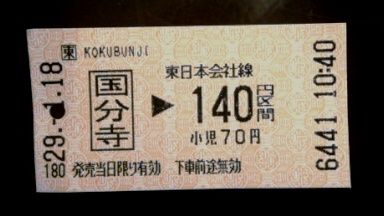 東 KOKUBUNJI
国分寺
▶
東日本会社線
140円区間
小児70円
180 発売当日限り有効 下車前途無効
29.-1.18
6441 10:40